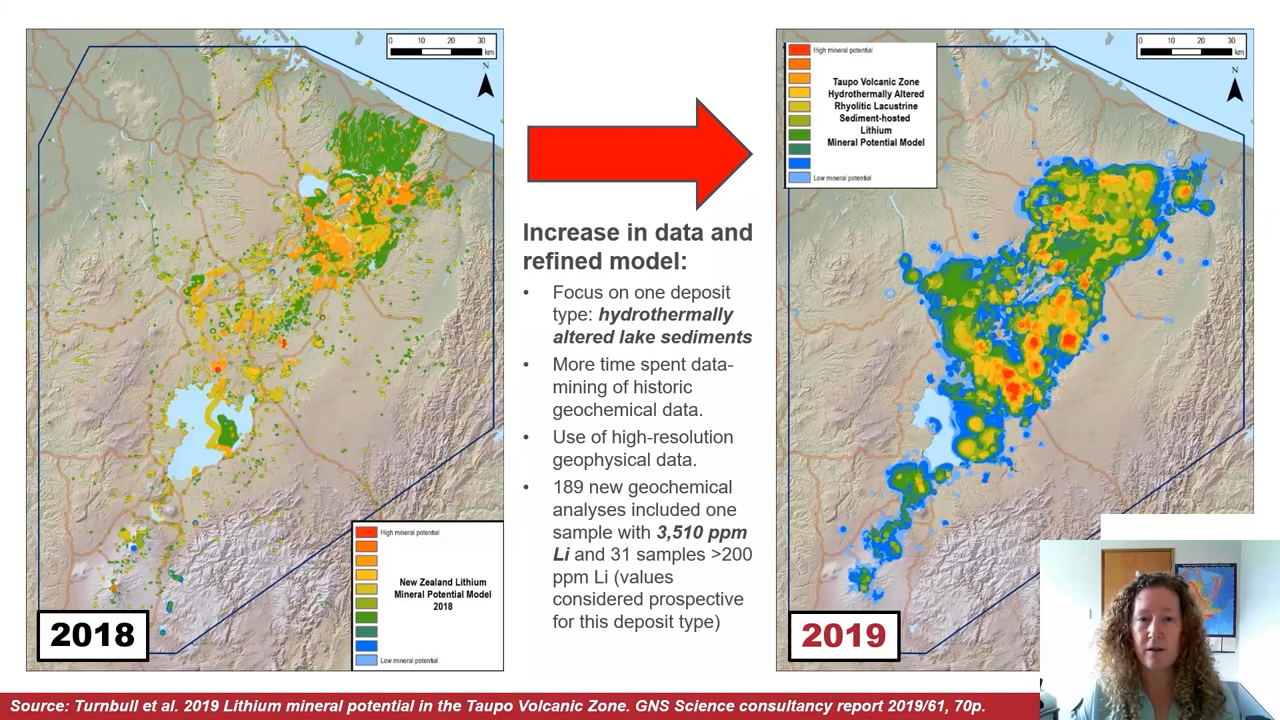 0 10 20 30
km
N
High mineral potential
New Zealand Lithium
Mineral Potential Model
2018
Low mineral potential
2018
Increase in data and
refined model:
• Focus on one deposit
type: hydrothermally
altered lake sediments
• More time spent data-
mining of historic
geochemical data.
• Use of high-resolution
geophysical data.
• 189 new geochemical
analyses included one
sample with 3,510 ppm
Li and 31 samples >200
ppm Li (values
considered prospective
for this deposit type)
0 10 20 30
km
N
High mineral potential
Taupo Volcanic Zone
Hydrothermally Altered
Rhyolitic Lacustrine
Sediment-hosted
Lithium
Mineral Potential Model
Low mineral potential
2019
Source: Turnbull et al. 2019 Lithium mineral potential in the Taupo Volcanic Zone. GNS Science consultancy report 2019/61, 70p.